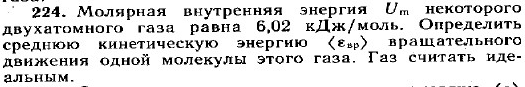 224. Молярная внутренняя энергия Uₘ некоторого
двухатомного газа равна 6,02 кДж/моль. Определить
среднюю кинетическую энергию ⟨εвр⟩ вращательного
движения одной молекулы этого газа. Газ считать иде-
альным.